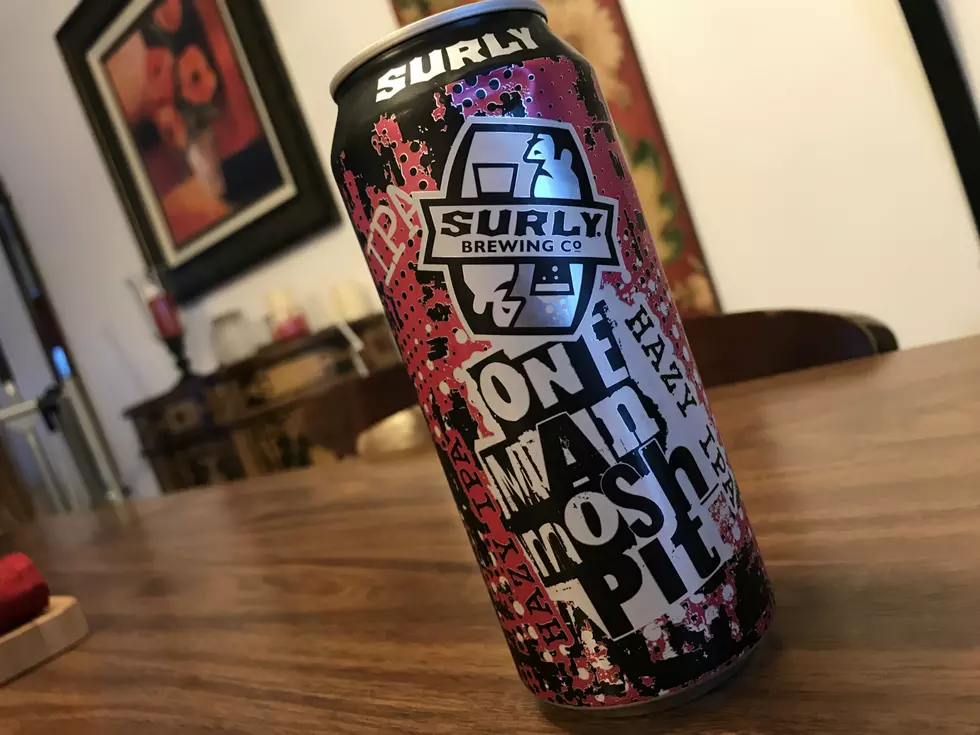 SURLY
IPA
SURLY
BREWING CO
ONE
MAN
MOSH
PIT
HAZY IPA
HAZY IPA